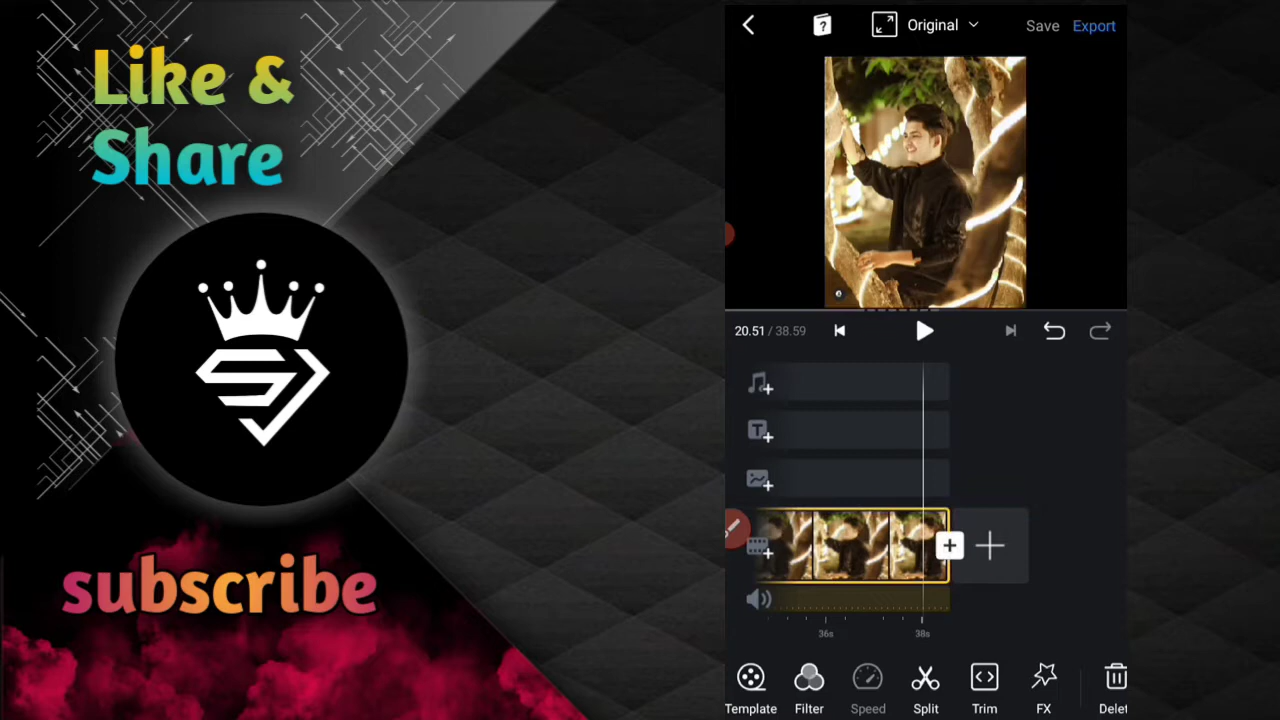 Like &
Share
subscribe
Original
Save
Export
20.51 / 38.59
36s
38s
Template
Filter
Speed
Split
Trim
FX
Delet